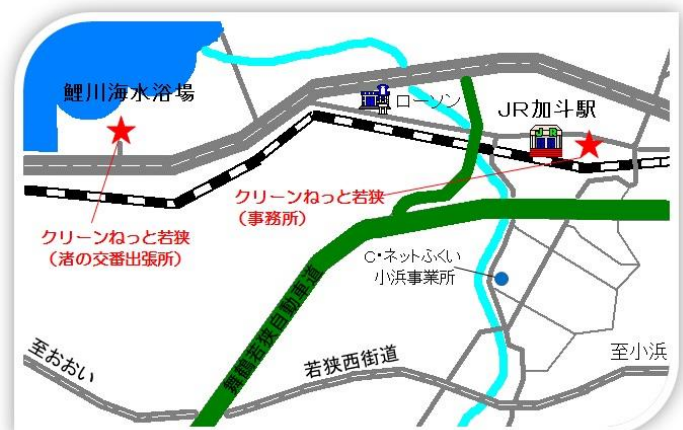 鯉川海水浴場
ローソン
JR加斗駅
クリーンねっと若狭
（事務所）
クリーンねっと若狭
（渚の交番出張所）
C・ネットふくい
小浜事業所
舞鶴若狭自動車道
至おおい
若狭西街道
至小浜